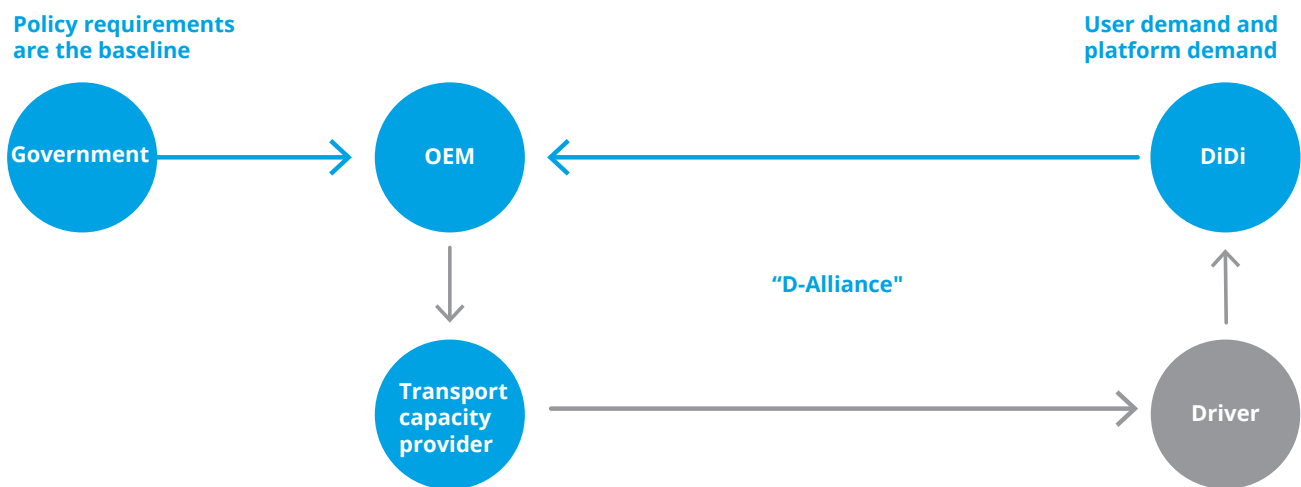 Policy requirements
are the baseline
User demand and
platform demand
Government
OEM
DiDi
“D-Alliance"
Transport
capacity
provider
Driver